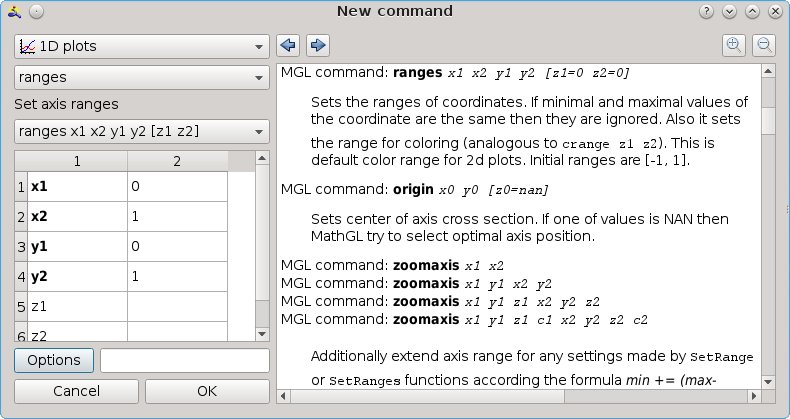 New command
1D plots
ranges
Set axis ranges
ranges x1 x2 y1 y2 [z1 z2]
1 2
1 x1 0
2 x2 1
3 y1 0
4 y2 1
5 z1
6 z2
Options
Cancel OK
MGL command: ranges x1 x2 y1 y2 [z1=0 z2=0]
Sets the ranges of coordinates. If minimal and maximal values of
the coordinate are the same then they are ignored. Also it sets
the range for coloring (analogous to crange z1 z2). This is
default color range for 2d plots. Initial ranges are [-1, 1].
MGL command: origin x0 y0 [z0=nan]
Sets center of axis cross section. If one of values is NAN then
MathGL try to select optimal axis position.
MGL command: zoomaxis x1 x2
MGL command: zoomaxis x1 y1 x2 y2
MGL command: zoomaxis x1 y1 z1 x2 y2 z2
MGL command: zoomaxis x1 y1 z1 c1 x2 y2 z2 c2
Additionally extend axis range for any settings made by SetRange
or SetRanges functions according the formula min += (max-